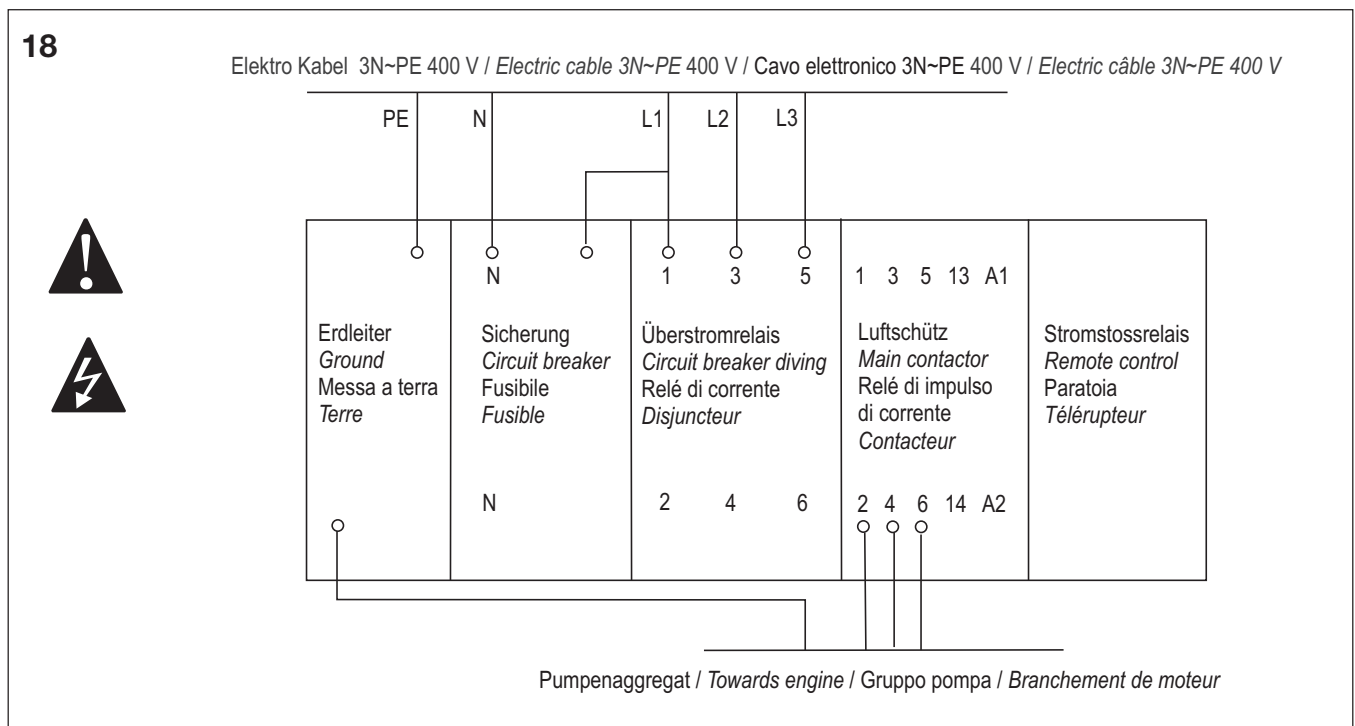 18
Elektro Kabel 3N~PE 400 V / Electric cable 3N~PE 400 V / Cavo elettronico 3N~PE 400 V / Electric câble 3N~PE 400 V
PE N L1 L2 L3
N 1 3 5 1 3 5 13 A1
Erdleiter
Ground
Messa a terra
Terre
Sicherung
Circuit breaker
Fusibile
Fusible
Überstromrelais
Circuit breaker diving
Relé di corrente
Disjuncteur
Luftschütz
Main contactor
Relé di impulso
di corrente
Contacteur
Stromstossrelais
Remote control
Paratoia
Télérupteur
N 2 4 6 2 4 6 14 A2
Pumpenaggregat / Towards engine / Gruppo pompa / Branchement de moteur